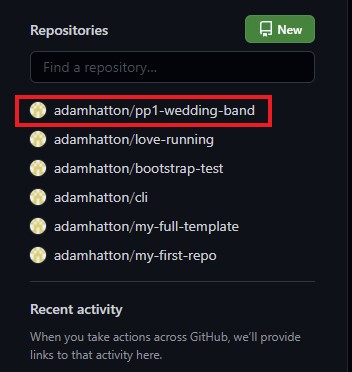 Repositories
New
Find a repository...
adamhatton/pp1-wedding-band
adamhatton/love-running
adamhatton/bootstrap-test
adamhatton/cli
adamhatton/my-full-template
adamhatton/my-first-repo
Recent activity
When you take actions across GitHub, we'll provide
links to that activity here.